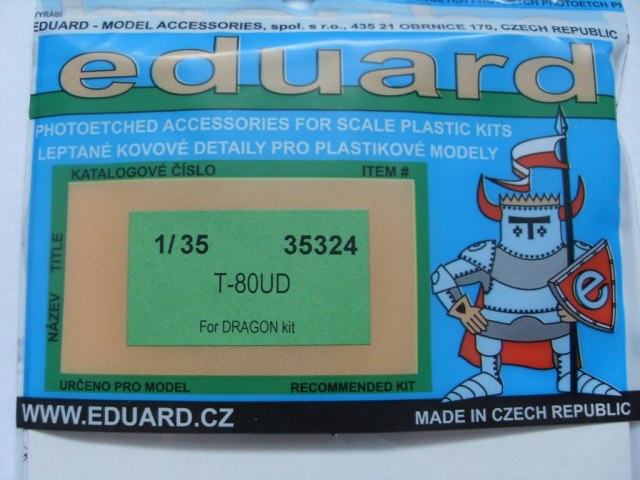 VYRÁBÍ
EDUARD - MODEL ACCESSORIES, spol. s r.o., 435 21 OBRNICE 170, CZECH REPUBLIC
eduard
PHOTOETCHED ACCESSORIES FOR SCALE PLASTIC KITS
LEPTANÉ KOVOVÉ DETAILY PRO PLASTIKOVÉ MODELY
KATALOGOVÉ ČÍSLO ITEM #
NÁZEV TITLE
1/35 35324
T-80UD
For DRAGON kit
e
URČENO PRO MODEL RECOMMENDED KIT
WWW.EDUARD.CZ MADE IN CZECH REPUBLIC